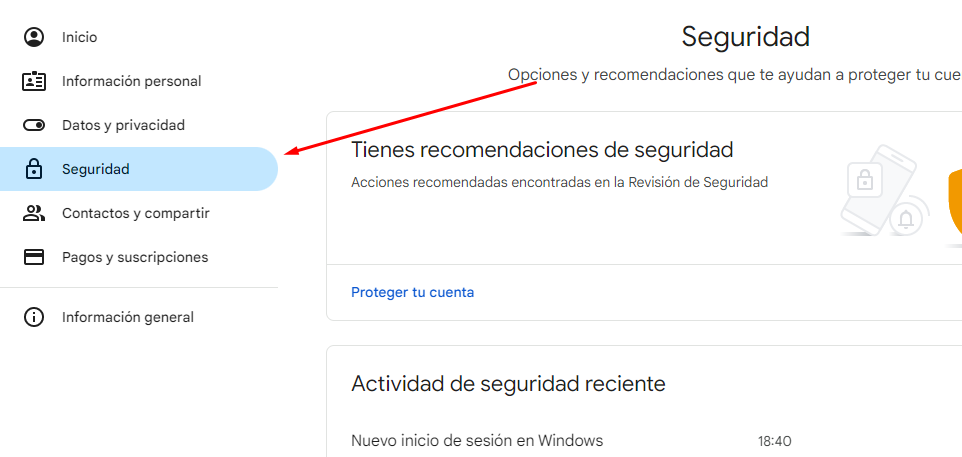 Inicio
Información personal
Datos y privacidad
Seguridad
Contactos y compartir
Pagos y suscripciones
Información general
Seguridad
Opciones y recomendaciones que te ayudan a proteger tu
Tienes recomendaciones de seguridad
Acciones recomendadas encontradas en la Revisión de Seguridad
Proteger tu cuenta
Actividad de seguridad reciente
Nuevo inicio de sesión en Windows 18:40